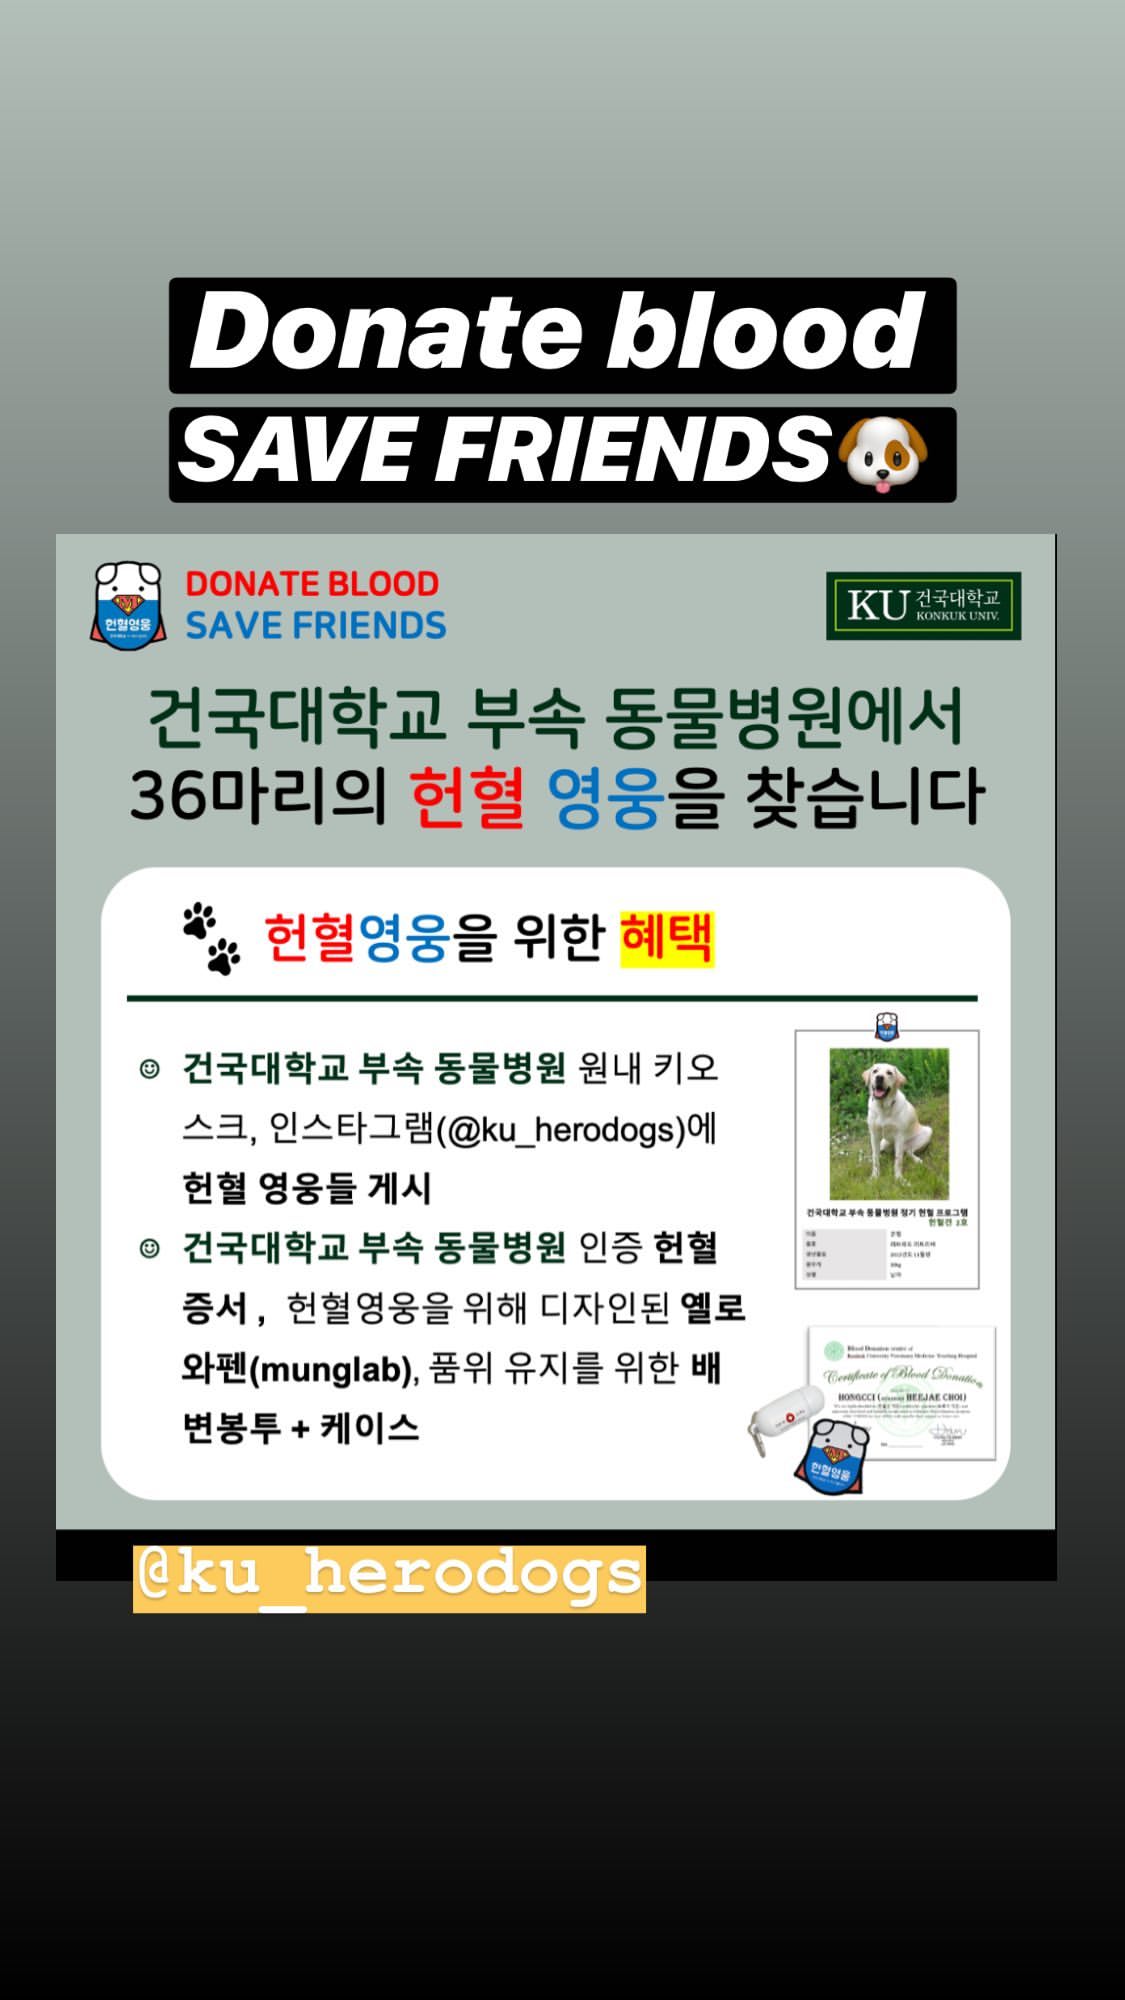 Donate blood
SAVE FRIENDS
DONATE BLOOD
SAVE FRIENDS
헌혈영웅
KU 건국대학교
KONKUK UNIV.
건국대학교 부속 동물병원에서
36마리의 헌혈 영웅을 찾습니다
헌혈영웅을 위한 혜택
건국대학교 부속 동물병원 원내 키오
스크, 인스타그램(@ku_herodogs)에
헌혈 영웅들 게시
건국대학교 부속 동물병원 인증 헌혈
증서 , 헌혈영웅을 위해 디자인된 옐로
와펜(munglab), 품위 유지를 위한 배
변봉투 + 케이스
건국대학교 부속 동물병원 정기 헌혈 프로그램
Blood Donation center of
Konkuk University Veterinary Medicine Teaching Hospital
Certificate of Blood Donation
HEEJAE CHOI)
헌혈영웅
@ku_herodogs